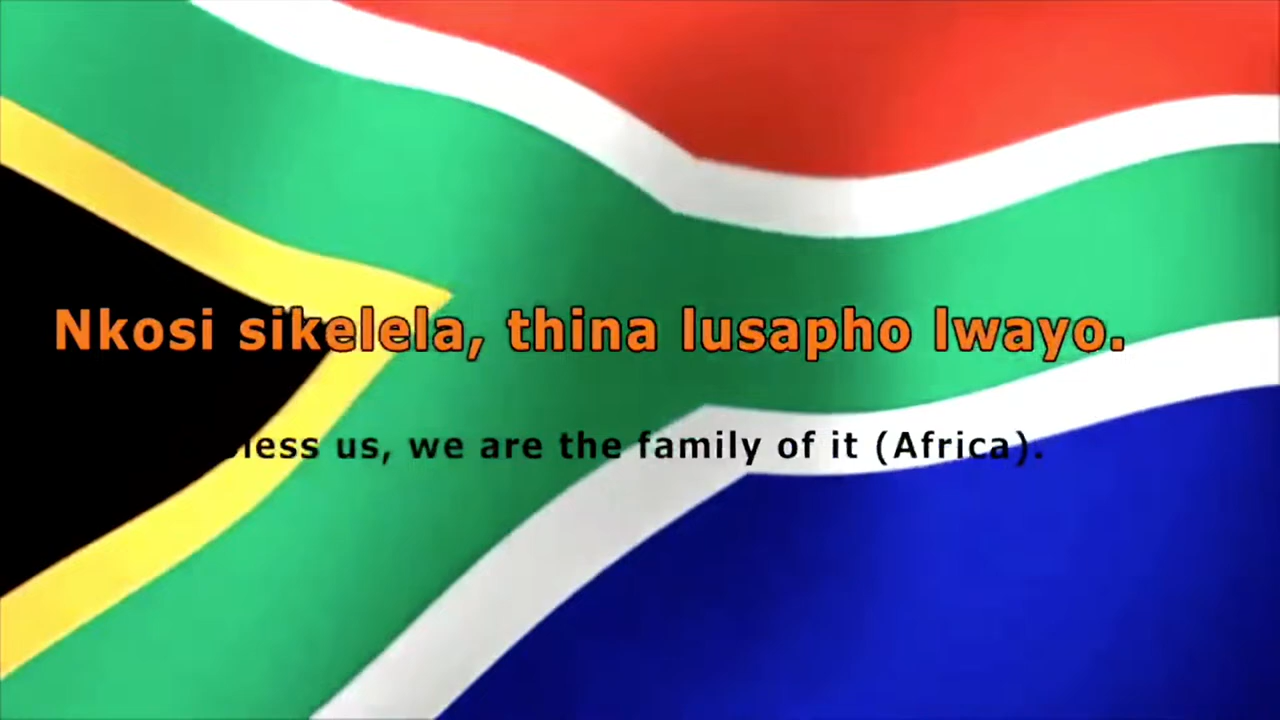 Nkosi sikelela, thina lusapho lwayo.
us, we are the family of it (Africa).